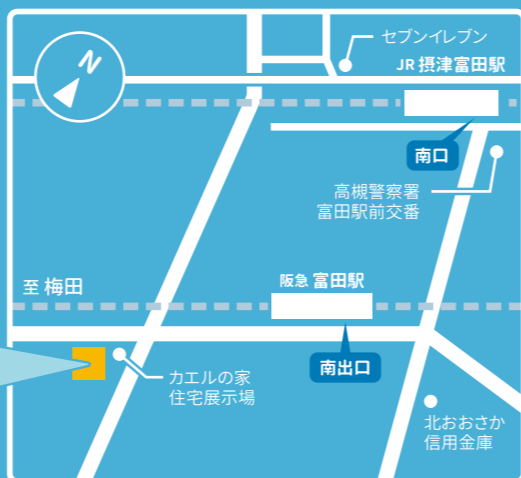 N
セブンイレブン
JR 摂津富田駅
南口
高槻警察署
富田駅前交番
阪急 富田駅
至 梅田
南出口
カエルの家
住宅展示場
北おおさか
信用金庫